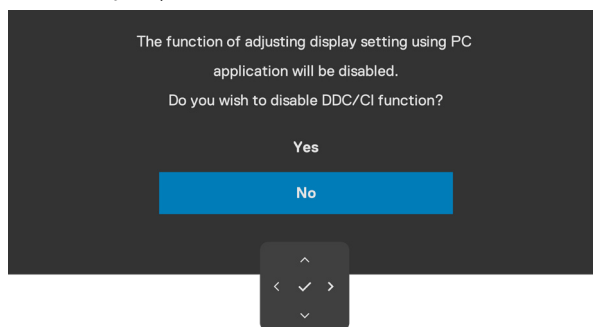 The function of adjusting display setting using PC
application will be disabled.
Do you wish to disable DDC/CI function?
Yes
No